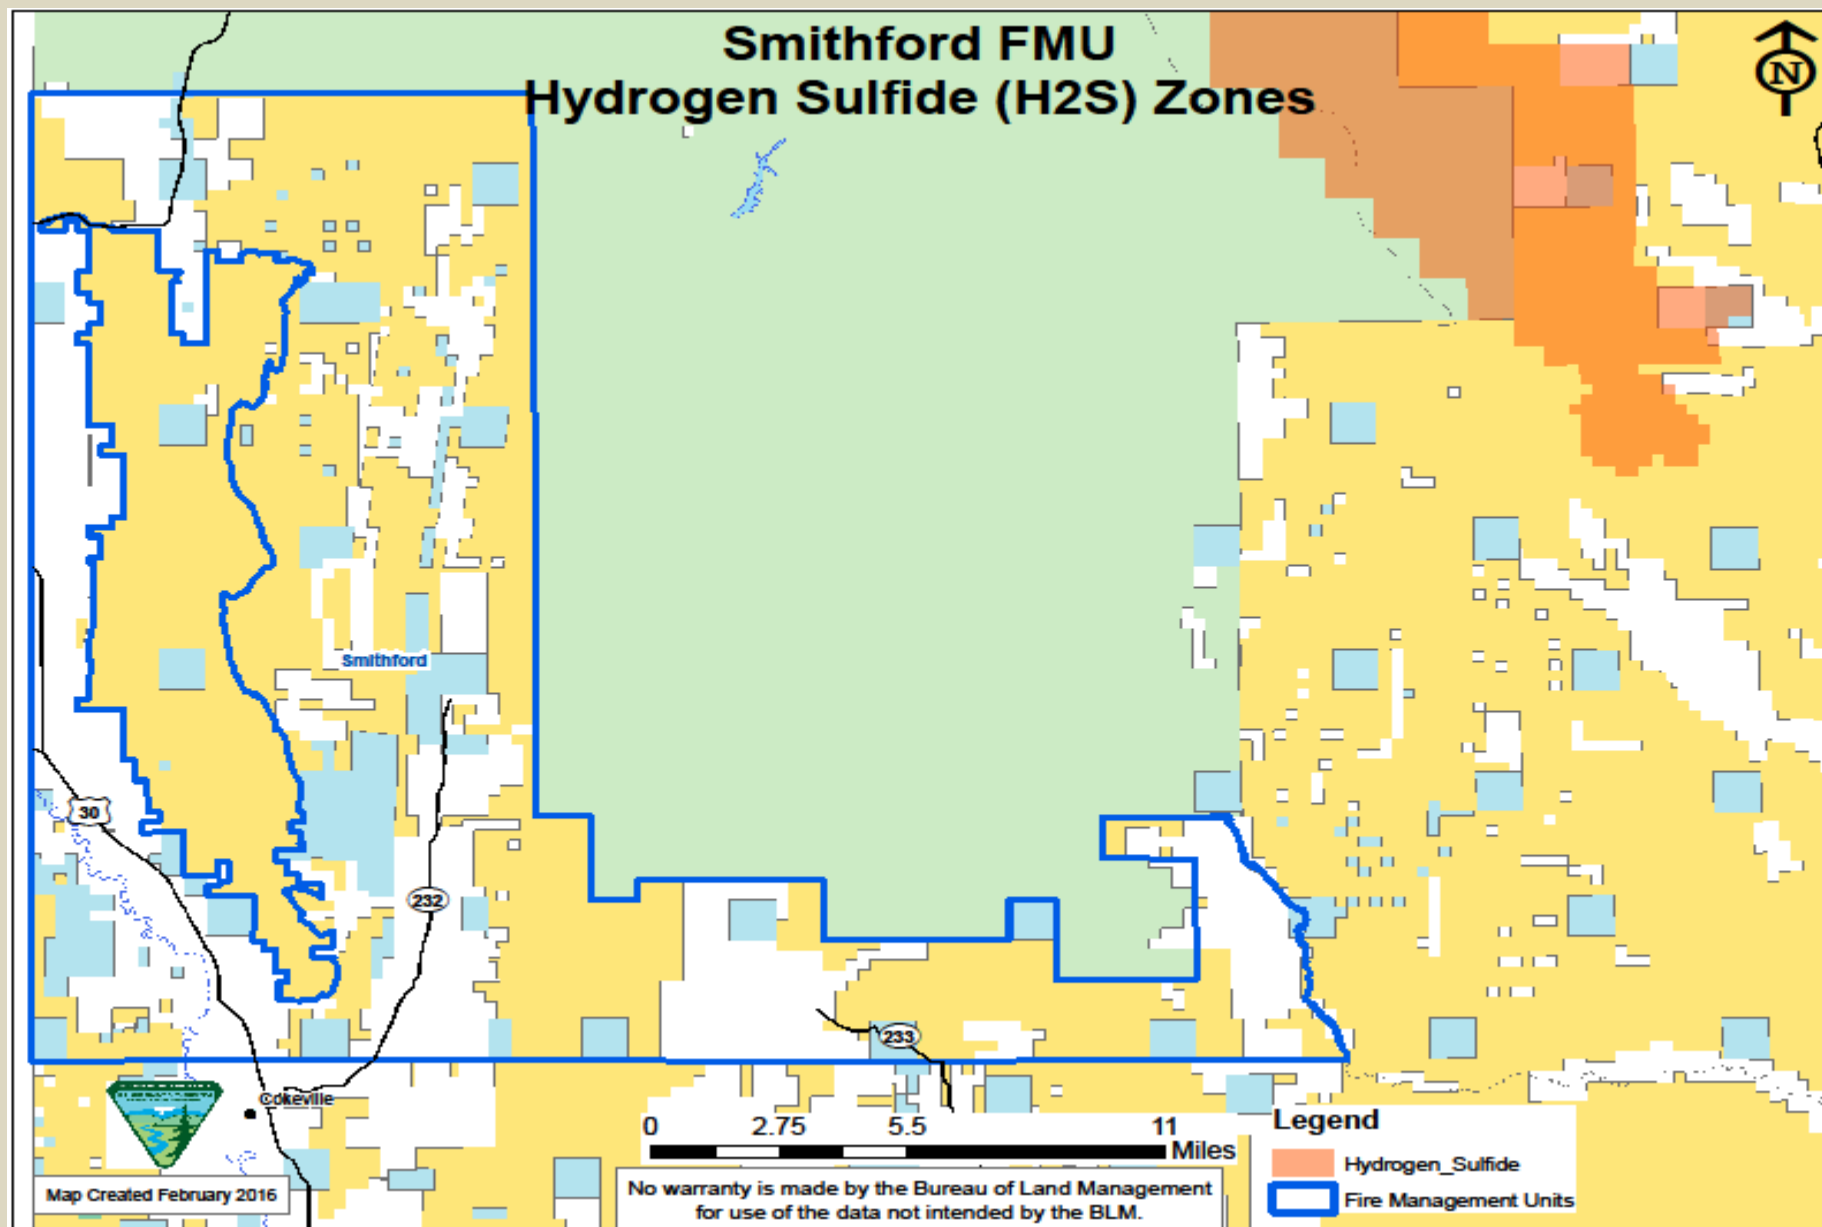 Smithford FMU
Hydrogen Sulfide (H2S) Zones
N
Smithford
30
232
233
Cokeville
0 2.75 5.5 11
Miles
Legend
Hydrogen_Sulfide
Fire Management Units
Map Created February 2016
No warranty is made by the Bureau of Land Management
for use of the data not intended by the BLM.